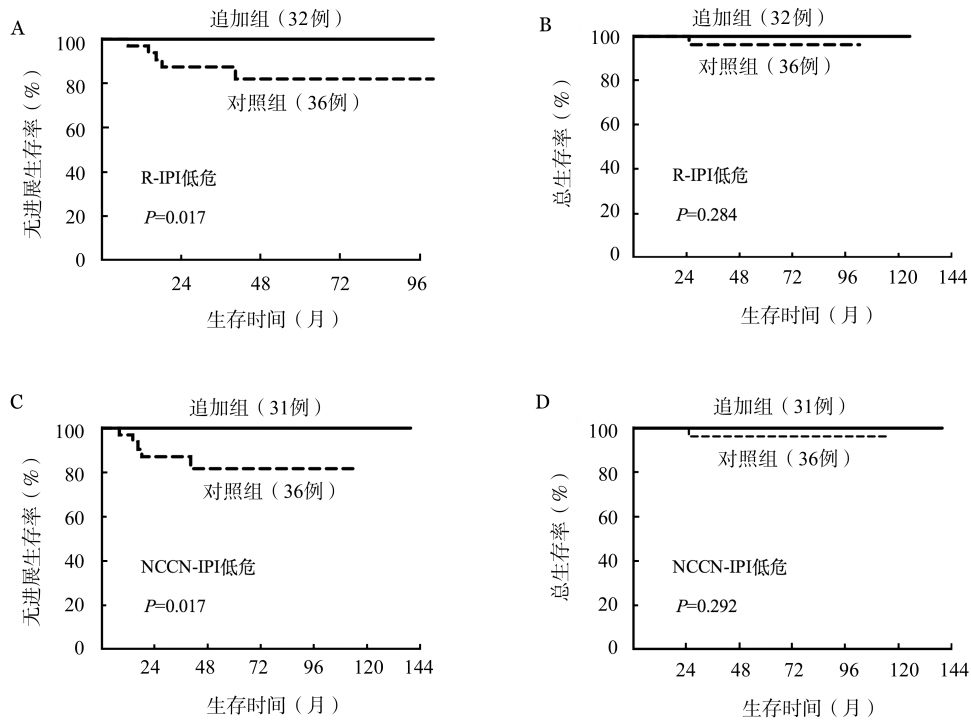 A
追加组（32例）
100
80
60
40
20
0
对照组（36例）
R-IPI低危
P=0.017
24 48 72 96
生存时间（月）
无进展生存率（%）
B
追加组（32例）
100
80
60
40
20
0
对照组（36例）
R-IPI低危
P=0.284
24 48 72 96 120 144
生存时间（月）
总生存率（%）
C
追加组（31例）
100
80
60
40
20
0
对照组（36例）
NCCN-IPI低危
P=0.017
24 48 72 96 120 144
生存时间（月）
无进展生存率（%）
D
追加组（31例）
100
80
60
40
20
0
对照组（36例）
NCCN-IPI低危
P=0.292
24 48 72 96 120 144
生存时间（月）
总生存率（%）